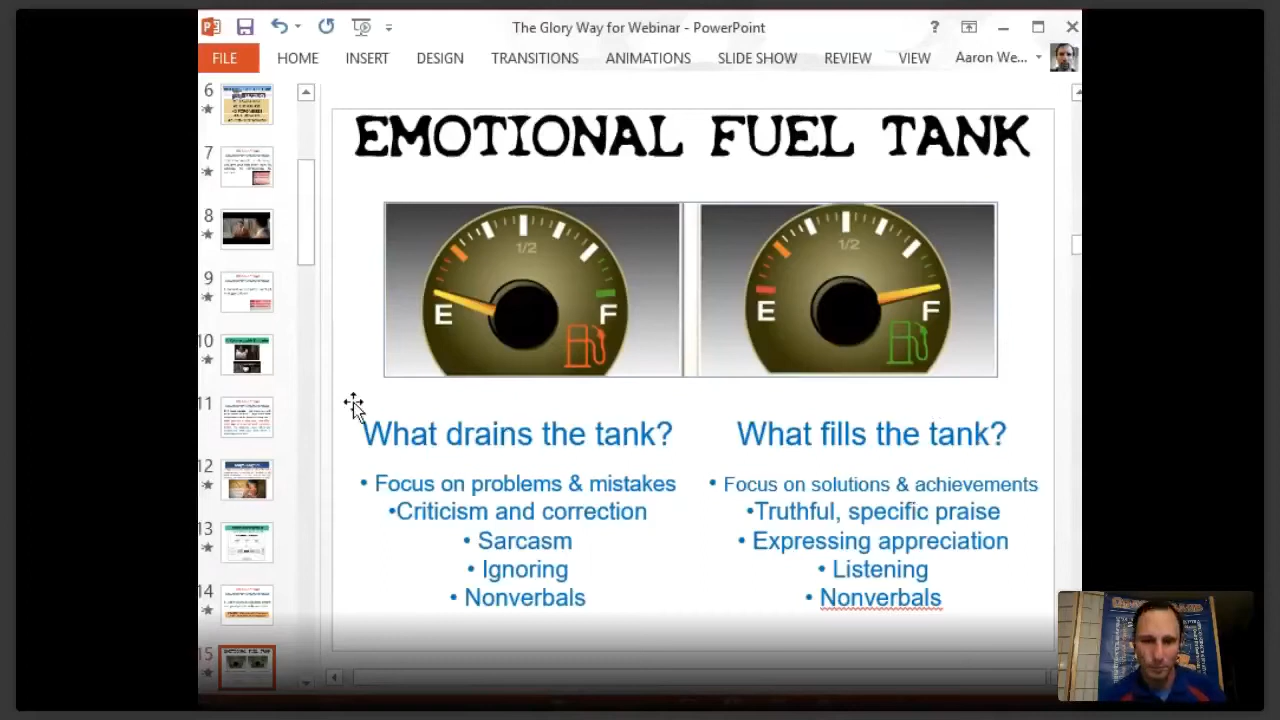 The Glory Way for Webinar - PowerPoint
?
FILE HOME INSERT DESIGN TRANSITIONS ANIMATIONS SLIDE SHOW REVIEW VIEW Aaron We...
6
7
8
9
10
11
12
13
14
15
EMOTIONAL FUEL TANK
EMOTIONAL FUEL TANK
1/2
E F
1/2
E F
What drains the tank?
• Focus on problems & mistakes
•Criticism and correction
• Sarcasm
• Ignoring
• Nonverbals
What fills the tank?
• Focus on solutions & achievements
•Truthful, specific praise
• Expressing appreciation
• Listening
• Nonverbals